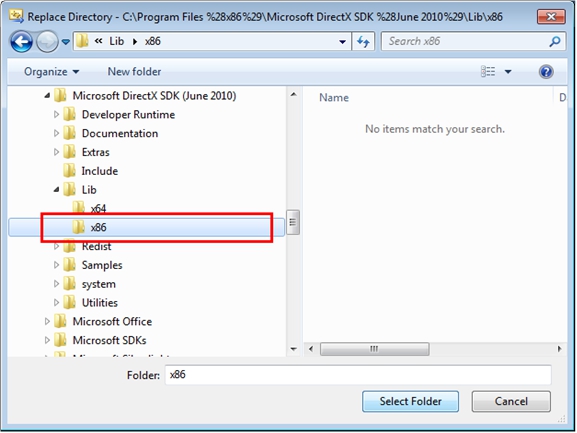 Replace Directory - C:\Program Files %28x86%29\Microsoft DirectX SDK %28June 2010%29\Lib\x86
« Lib x86
Search x86
Organize New folder
Microsoft DirectX SDK (June 2010)
Developer Runtime
Documentation
Extras
Include
Lib
x64
x86
Redist
Samples
system
Utilities
Microsoft Office
Microsoft SDKs
Name D
No items match your search.
Folder: x86
Select Folder Cancel